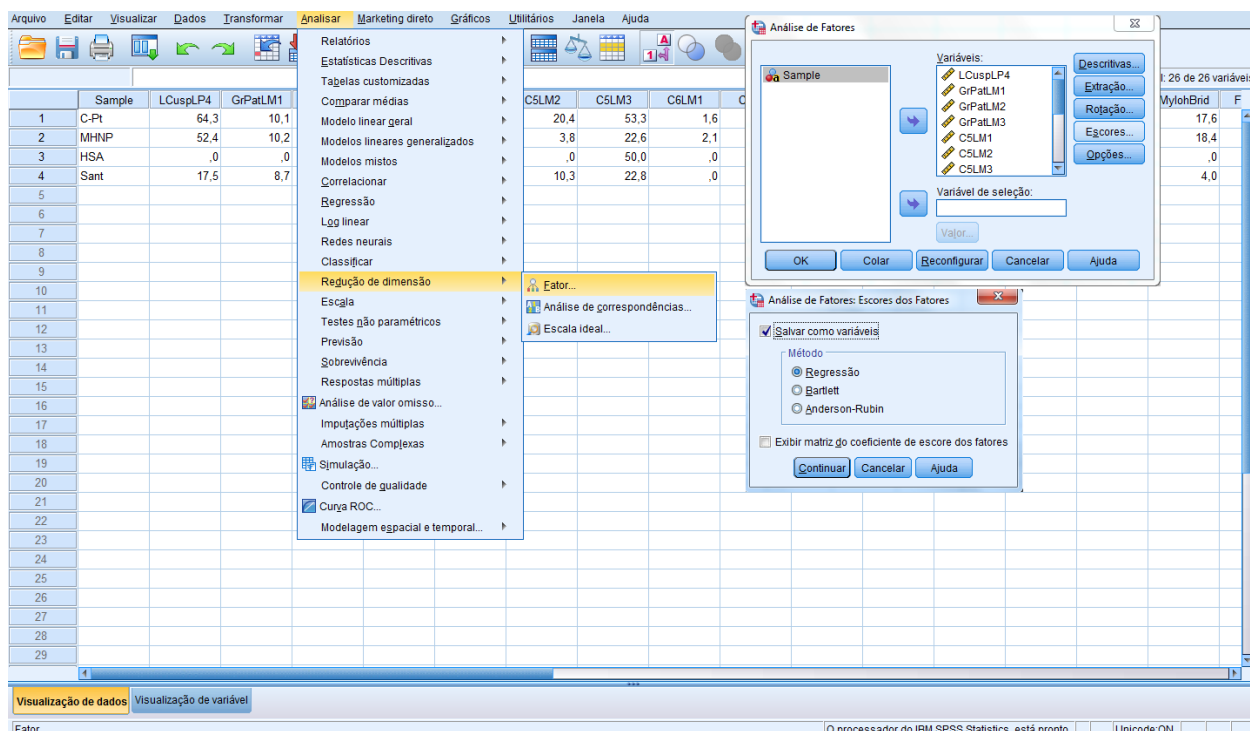 Arquivo Editar Visualizar Dados Transformar Analisar Marketing direto Gráficos Utilitários Janela Ajuda
: 26 de 26 variáveis
Sample LCuspLP4 GrPatLM1 C5LM2 C5LM3 C6LM1 MylohBrid F
1 C-Pt 64,3 10,1 20,4 53,3 1,6 17,6
2 MHNP 52,4 10,2 3,8 22,6 2,1 18,4
3 HSA ,0 ,0 ,0 50,0 ,0 ,0
4 Sant 17,5 8,7 10,3 22,8 ,0 4,0
5
6
7
8
9
10
11
12
13
14
15
16
17
18
19
20
21
22
23
24
25
26
27
28
29
Relatórios
Estatísticas Descritivas
Tabelas customizadas
Comparar médias
Modelo linear geral
Modelos lineares generalizados
Modelos mistos
Correlacionar
Regressão
Log linear
Redes neurais
Classificar
Redução de dimensão
Escala
Testes não paramétricos
Previsão
Sobrevivência
Respostas múltiplas
Análise de valor omisso...
Imputações múltiplas
Amostras Complexas
Simulação...
Controle de qualidade
Curva ROC...
Modelagem espacial e temporal...
Fator...
Análise de correspondências...
Escala ideal...
Análise de Fatores
Sample
Variáveis:
LCuspLP4
GrPatLM1
GrPatLM2
GrPatLM3
C5LM1
C5LM2
C5LM3
Descritivas...
Extração...
Rotação...
Escores...
Opções...
Variável de seleção:
Valor...
OK Colar Reconfigurar Cancelar Ajuda
Análise de Fatores: Escores dos Fatores
Salvar como variáveis
Método
Regressão
Bartlett
Anderson-Rubin
Exibir matriz do coeficiente de escore dos fatores
Continuar Cancelar Ajuda
Visualização de dados Visualização de variável
Fator... O processador do IBM SPSS Statistics está pronto Unicode:ON